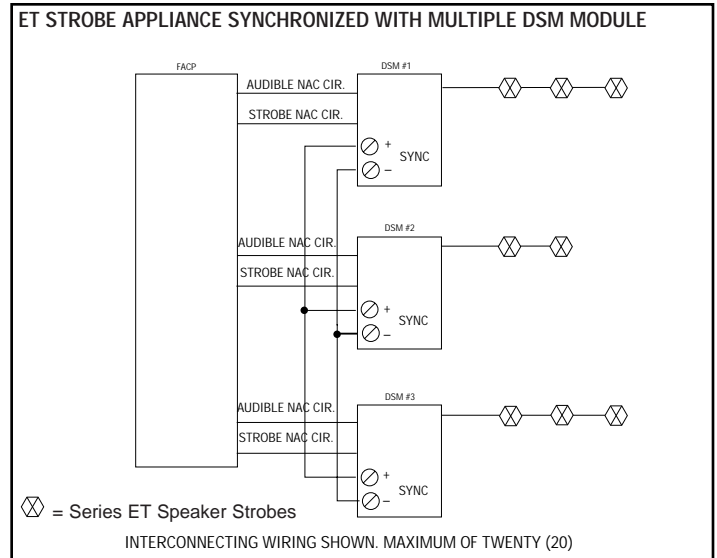 ET STROBE APPLIANCE SYNCHRONIZED WITH MULTIPLE DSM MODULE
FACP
DSM #1
AUDIBLE NAC CIR.
STROBE NAC CIR.
+
SYNC
–
DSM #2
AUDIBLE NAC CIR.
STROBE NAC CIR.
+
SYNC
–
DSM #3
AUDIBLE NAC CIR.
STROBE NAC CIR.
+
SYNC
–
= Series ET Speaker Strobes
INTERCONNECTING WIRING SHOWN. MAXIMUM OF TWENTY (20)